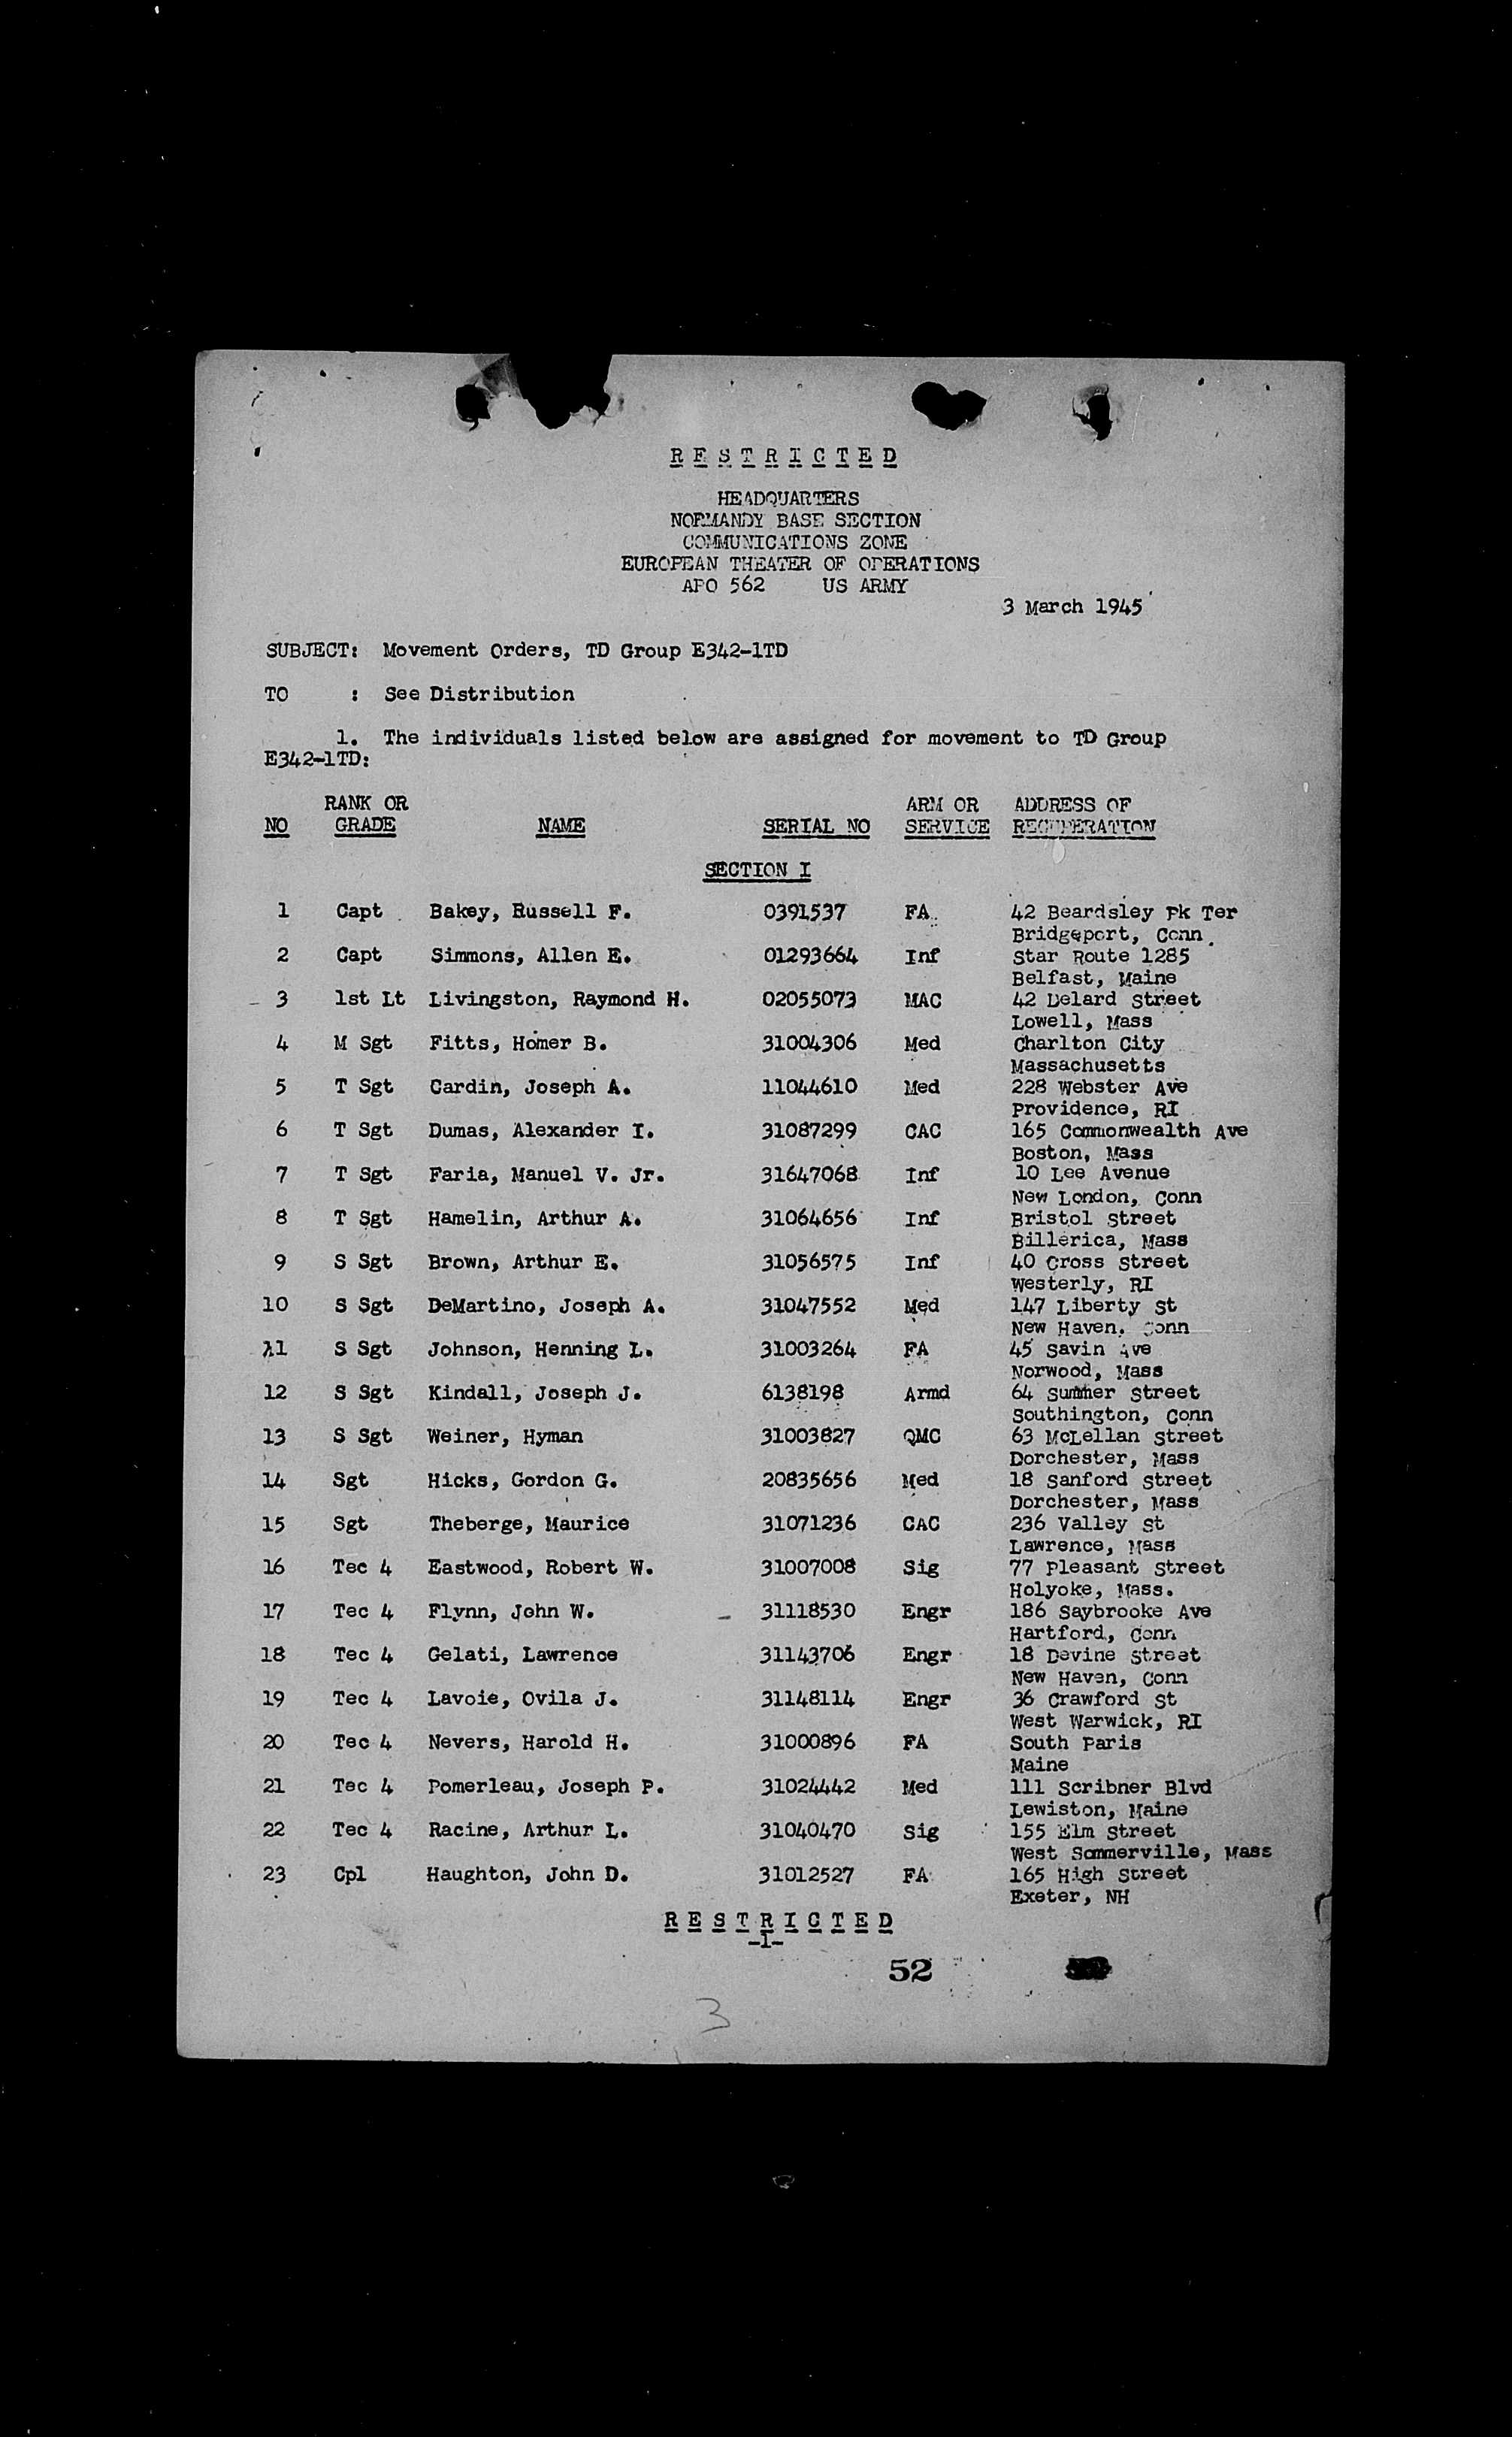 R E S T R I C T E D
HEADQUARTERS
NORMANDY BASE SECTION
COMMUNICATIONS ZONE
EUROPEAN THEATER OF OPERATIONS
APO 562 US ARMY
3 March 1945
SUBJECT: Movement Orders, TD Group E342-1TD
TO : See Distribution
1. The individuals listed below are assigned for movement to TD Group
E342-1TD:
RANK OR ARM OR ADDRESS OF
NO GRADE NAME SERIAL NO SERVICE RECUPERATION
SECTION I
1 Capt Bakey, Russell F. 0391537 FA 42 Beardsley Pk Ter
Bridgeport, Conn.
2 Capt Simmons, Allen E. 01293664 Inf Star Route 1285
Belfast, Maine
3 1st Lt Livingston, Raymond H. 02055073 MAC 42 Delard Street
Lowell, Mass
4 M Sgt Fitts, Homer B. 31004306 Med Charlton City
Massachusetts
5 T Sgt Cardin, Joseph A. 11044610 Med 228 Webster Ave
Providence, RI
6 T Sgt Dumas, Alexander I. 31087299 CAC 165 Commonwealth Ave
Boston, Mass
7 T Sgt Faria, Manuel V. Jr. 31647068 Inf 10 Lee Avenue
New London, Conn
8 T Sgt Hamelin, Arthur A. 31064656 Inf Bristol Street
Billerica, Mass
9 S Sgt Brown, Arthur E. 31056575 Inf 40 Cross Street
Westerly, RI
10 S Sgt DeMartino, Joseph A. 31047552 Med 147 Liberty St
New Haven, Conn
11 S Sgt Johnson, Henning L. 31003264 FA 45 Savin Ave
Norwood, Mass
12 S Sgt Kindall, Joseph J. 6138198 Armd 64 Summer Street
Southington, Conn
13 S Sgt Weiner, Hyman 31003827 QMC 63 McLellan Street
Dorchester, Mass
14 Sgt Hicks, Gordon G. 20835656 Med 18 Sanford Street
Dorchester, Mass
15 Sgt Theberge, Maurice 31071236 CAC 236 Valley St
Lawrence, Mass
16 Tec 4 Eastwood, Robert W. 31007008 Sig 77 Pleasant Street
Holyoke, Mass.
17 Tec 4 Flynn, John W. 31118530 Engr 186 Saybrooke Ave
Hartford, Conn
18 Tec 4 Gelati, Lawrence 31143706 Engr 18 Devine Street
New Haven, Conn
19 Tec 4 Lavoie, Ovila J. 31148114 Engr 36 Crawford St
West Warwick, RI
20 Tec 4 Nevers, Harold H. 31000896 FA South Paris
Maine
21 Tec 4 Pomerleau, Joseph P. 31024442 Med 111 Scribner Blvd
Lewiston, Maine
22 Tec 4 Racine, Arthur L. 31040470 Sig 155 Elm Street
West Sommerville, Mass
23 Cpl Haughton, John D. 31012527 FA 165 High Street
Exeter, NH
R E S T R I C T E D
-1-
52
3